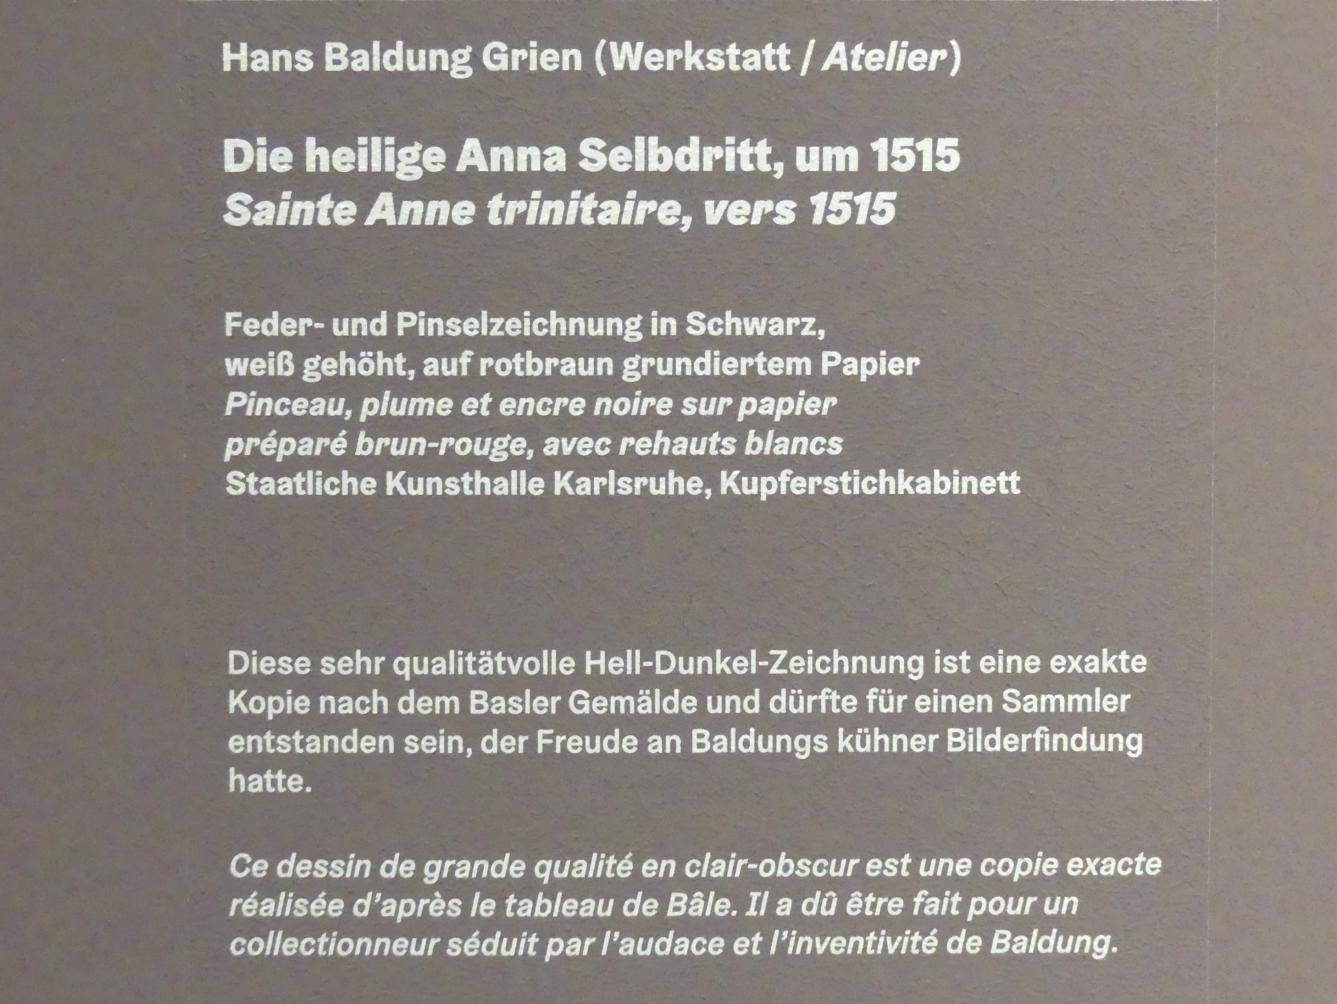 Hans Baldung Grien (Werkstatt / Atelier)
Die heilige Anna Selbdritt, um 1515
Sainte Anne trinitaire, vers 1515
Feder- und Pinselzeichnung in Schwarz,
weiß gehöht, auf rotbraun grundiertem Papier
Pinceau, plume et encre noire sur papier
préparé brun-rouge, avec rehauts blancs
Staatliche Kunsthalle Karlsruhe, Kupferstichkabinett
Diese sehr qualitätvolle Hell-Dunkel-Zeichnung ist eine exakte
Kopie nach dem Basler Gemälde und dürfte für einen Sammler
entstanden sein, der Freude an Baldungs kühner Bilderfindung
hatte.
Ce dessin de grande qualité en clair-obscur est une copie exacte
réalisée d’après le tableau de Bâle. Il a dû être fait pour un
collectionneur séduit par l’audace et l’inventivité de Baldung.